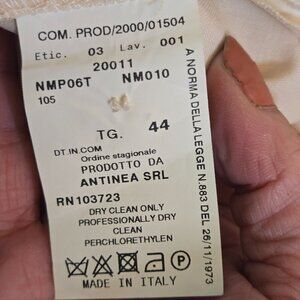 COM. PROD/2000/01504
Etic. 03 Lav. 001
20011
NMP06T NM010
105
TG. 44
DT.IN.COM
Ordine stagionale
PRODOTTO DA
ANTINEA SRL
RN103723
DRY CLEAN ONLY
PROFESSIONALLY DRY
CLEAN
PERCHLORETHYLEN
P
MADE IN ITALY
A NORMA DELLA LEGGE N.883 DEL 26/11/1973